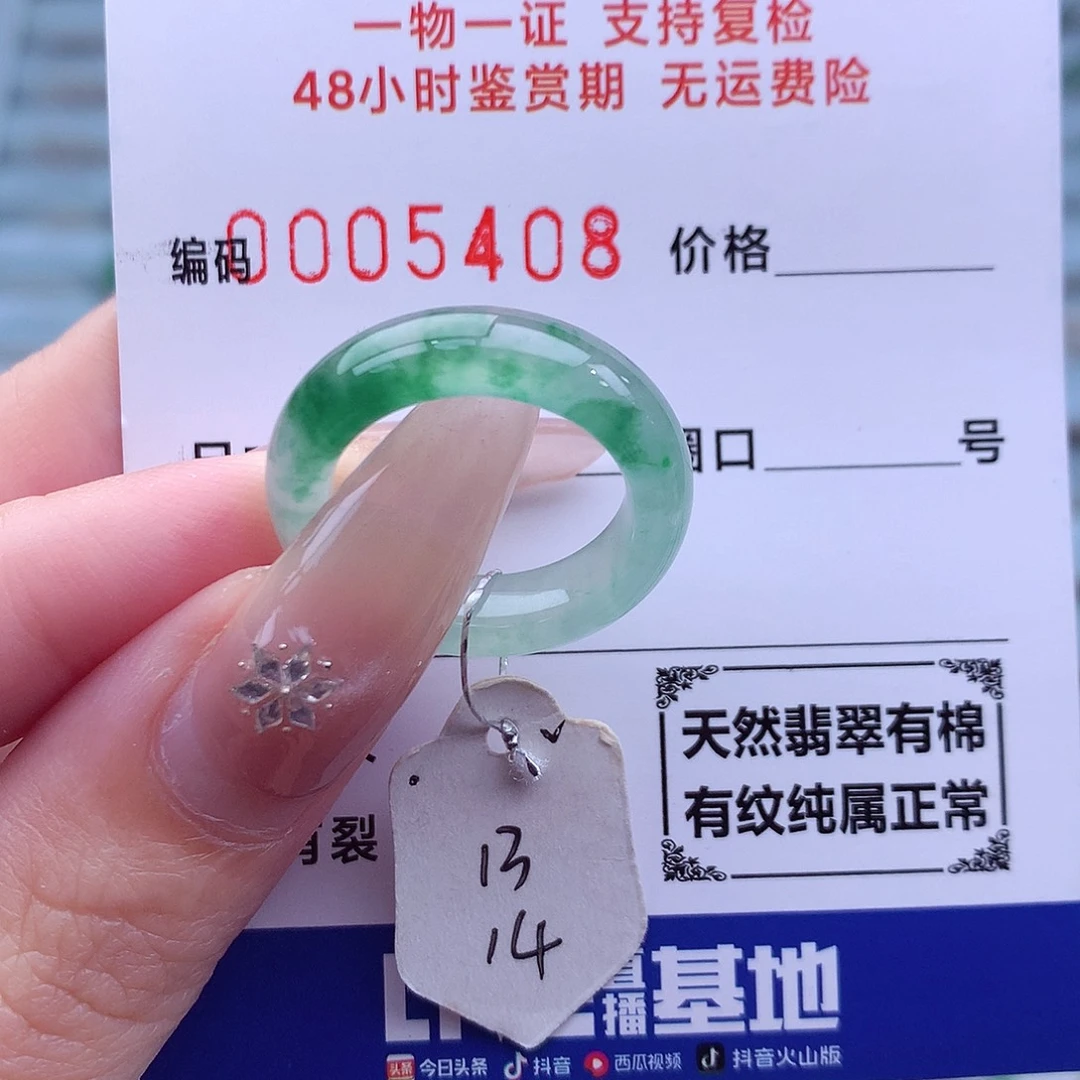 一物一证 支持复检
48小时鉴赏期 无运费险
编码0005408 价格
圈口 号
天然翡翠有棉
有纹纯属正常
有裂
13
14
直播基地
今日头条 抖音 西瓜视频 抖音火山版